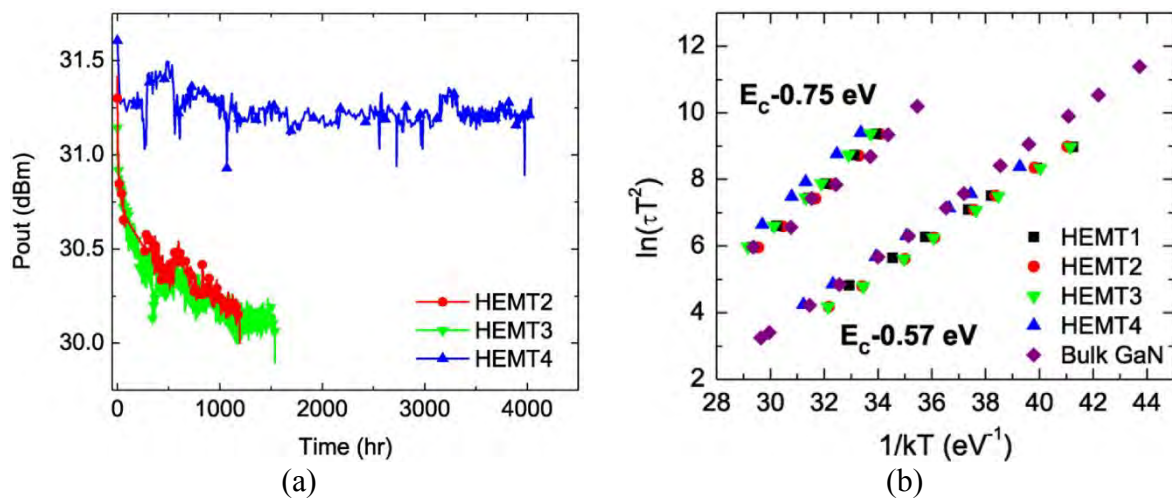 31.5
31.0
30.5
30.0
Pout (dBm)
0
1000
2000
3000
4000
Time (hr)
HEMT2
HEMT3
HEMT4
(a)
12
10
8
6
4
2
ln(τT²)
E_c-0.75 eV
E_c-0.57 eV
HEMT1
HEMT2
HEMT3
HEMT4
Bulk GaN
28 30 32 34 36 38 40 42 44
1/kT (eV⁻¹)
(b)